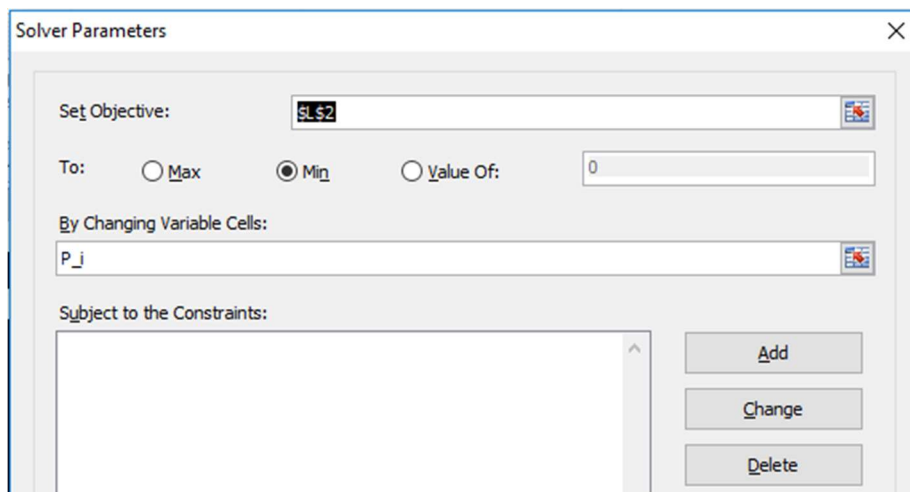 Solver Parameters
Set Objective: $L$2
To: Max Min Value Of: 0
By Changing Variable Cells:
P_i
Subject to the Constraints:
Add
Change
Delete